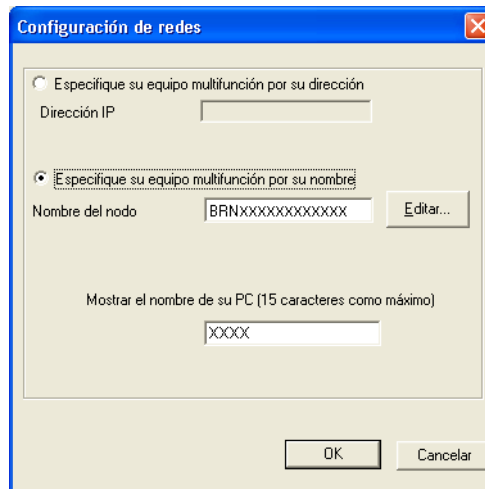 Configuración de redes
Especifique su equipo multifunción por su dirección
Dirección IP
Especifique su equipo multifunción por su nombre
Nombre del nodo BRNXXXXXXXXXXXX Editar...
Mostrar el nombre de su PC (15 caracteres como máximo)
XXXX
OK Cancelar